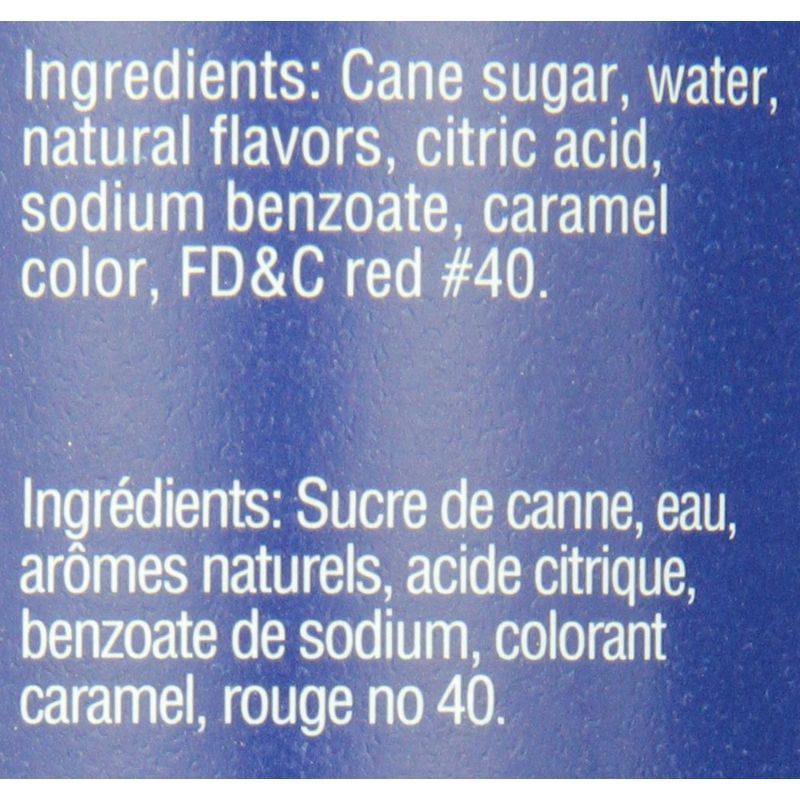 Ingredients: Cane sugar, water,
natural flavors, citric acid,
sodium benzoate, caramel
color, FD&C red #40.
Ingrédients: Sucre de canne, eau,
arômes naturels, acide citrique,
benzoate de sodium, colorant
caramel, rouge no 40.